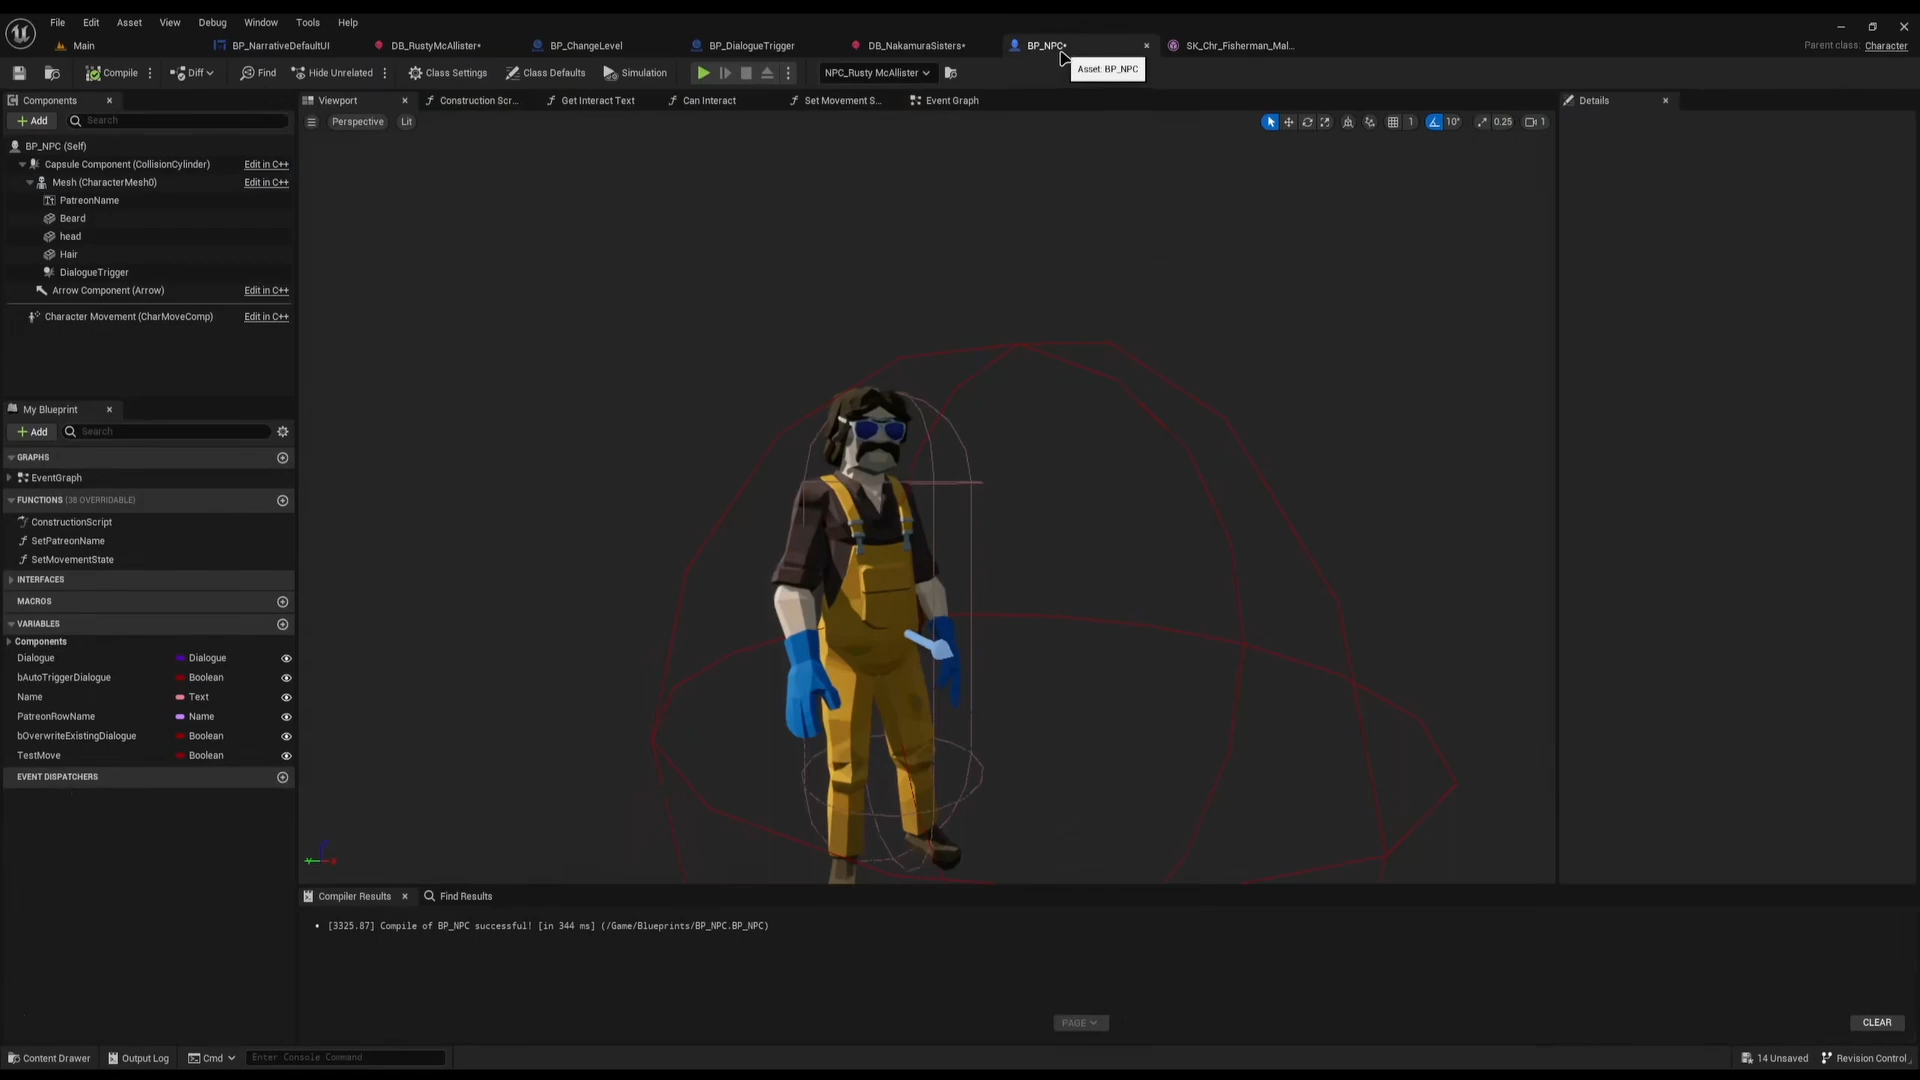 File Edit Asset View Debug Window Tools Help
Main BP_NarrativeDefaultUI DB_RustyMcAllister* BP_ChangeLevel BP_DialogueTrigger DB_NakamuraSisters* BP_NPC* SK_Chr_Fisherman_Mal... Parent class: Character
Compile Diff Find Hide Unrelated Class Settings Class Defaults Simulation NPC_Rusty McAllister Asset: BP_NPC
Components Viewport Construction Scr... Get Interact Text Can Interact Set Movement S... Event Graph Details
Add Search Perspective Lit 1 10° 0.25 1
BP_NPC (Self)
Capsule Component (CollisionCylinder) Edit in C++
Mesh (CharacterMesh0) Edit in C++
PatreonName
Beard
head
Hair
DialogueTrigger
Arrow Component (Arrow) Edit in C++
Character Movement (CharMoveComp) Edit in C++
My Blueprint
Add Search
GRAPHS
EventGraph
FUNCTIONS (38 OVERRIDABLE)
ConstructionScript
SetPatreonName
SetMovementState
INTERFACES
MACROS
VARIABLES
Components
Dialogue Dialogue
bAutoTriggerDialogue Boolean
Name Text
PatreonRowName Name
bOverwriteExistingDialogue Boolean
TestMove Boolean
EVENT DISPATCHERS
Compiler Results Find Results
[3325.87] Compile of BP_NPC successful! [in 344 ms] (/Game/Blueprints/BP_NPC.BP_NPC)
PAGE CLEAR
Content Drawer Output Log Cmd Enter Console Command 14 Unsaved Revision Control